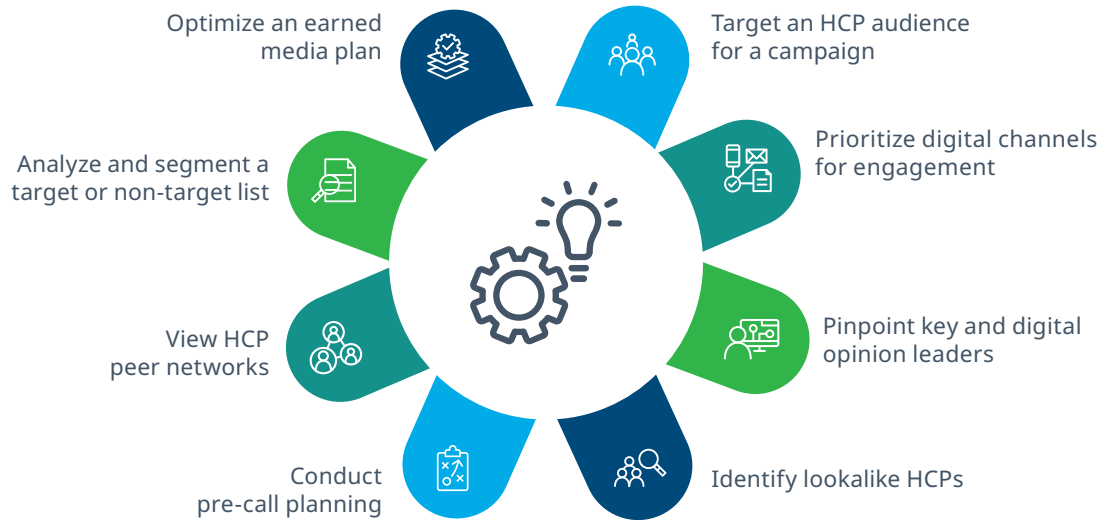 Optimize an earned
media plan
Target an HCP audience
for a campaign
Analyze and segment a
target or non-target list
Prioritize digital channels
for engagement
View HCP
peer networks
Pinpoint key and digital
opinion leaders
Conduct
pre-call planning
Identify lookalike HCPs